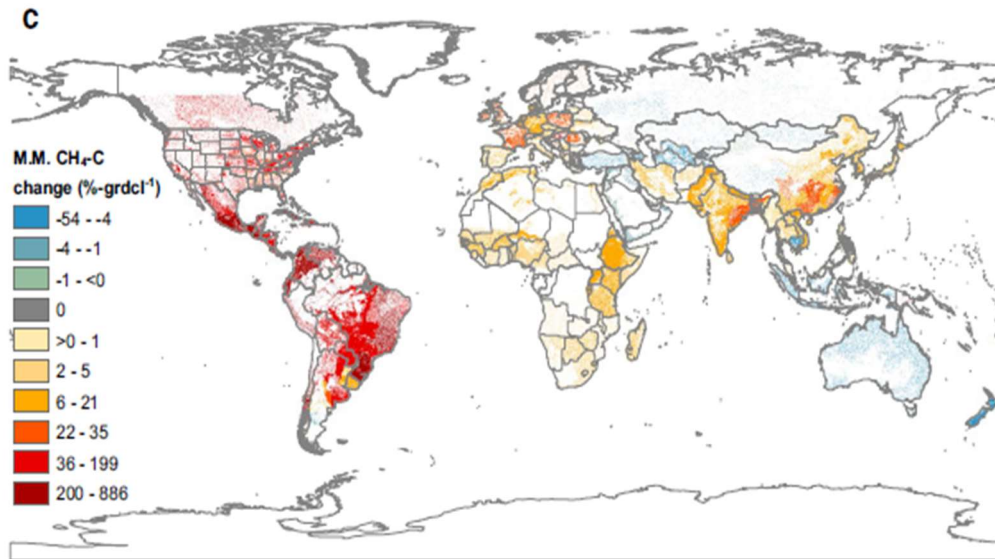 C
M.M. CH₄-C
change (%-grdcl⁻¹)
-54 - -4
-4 - -1
-1 - <0
0
>0 - 1
2 - 5
6 - 21
22 - 35
36 - 199
200 - 886